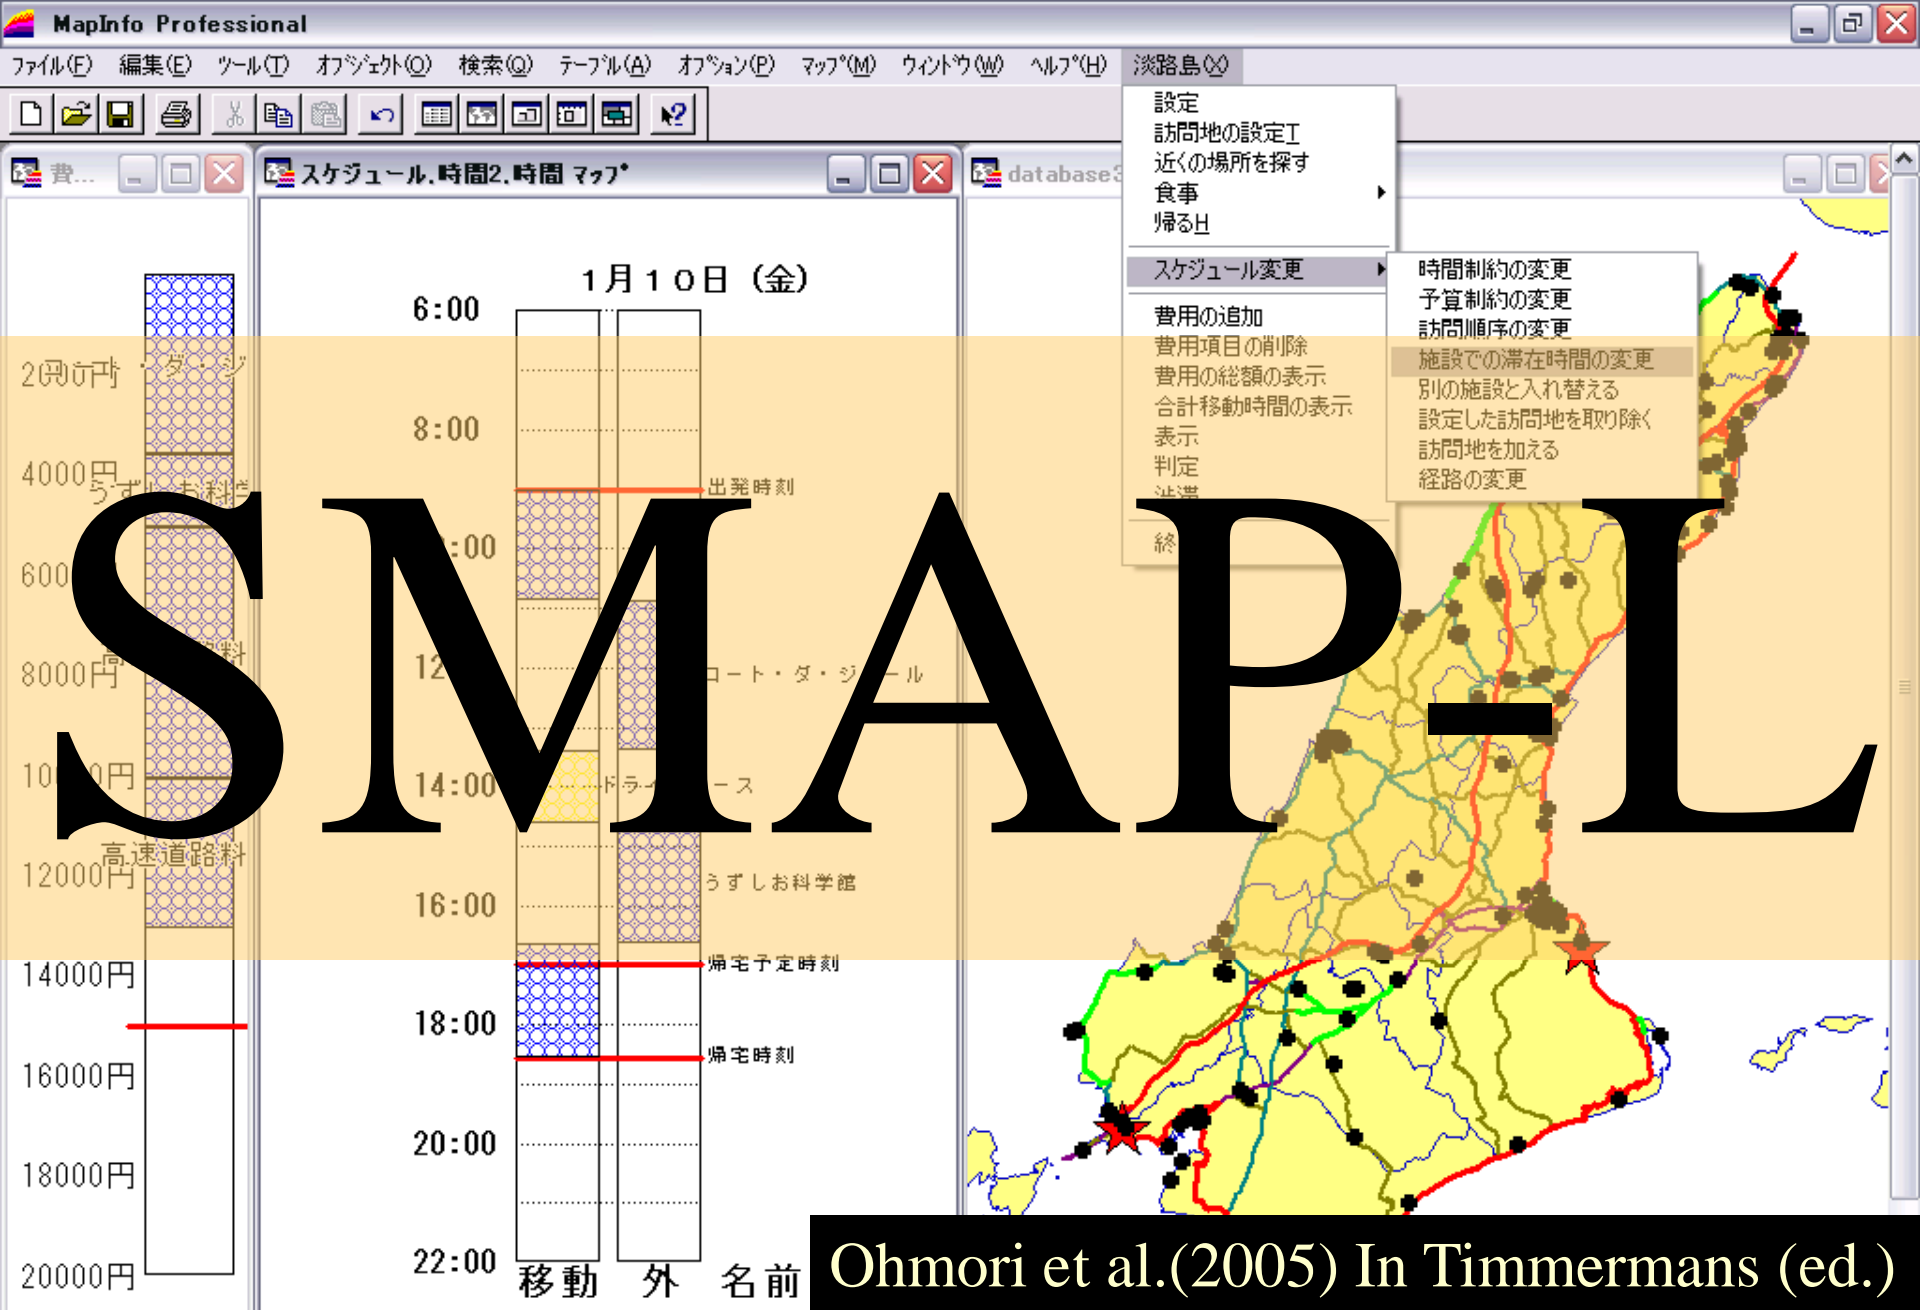 MapInfo Professional
ファイル(F) 編集(E) ツール(T) オブジェクト(O) 検索(Q) テーブル(A) オプション(P) マップ(M) ウィンドウ(W) ヘルプ(H) 淡路島(X)
設定
訪問地の設定T
近くの場所を探す
食事
帰るH
スケジュール変更
費用の追加
費用項目の削除
費用の総額の表示
合計移動時間の表示
表示
判定
渋滞
終
時間制約の変更
予算制約の変更
訪問順序の変更
施設での滞在時間の変更
別の施設と入れ替える
設定した訪問地を取り除く
訪問地を加える
経路の変更
費...
スケジュール,時間2,時間 マップ
database3
4000円
8000円
高速道路料
12000円
14000円
16000円
18000円
20000円
1月10日 (金)
6:00
8:00
出発時刻
12
コート・ダ・ジール
14:00
16:00
うずしお科学館
帰宅予定時刻
18:00
帰宅時刻
20:00
22:00
移動 外 名前
SMAP-L
Ohmori et al.(2005) In Timmermans (ed.)